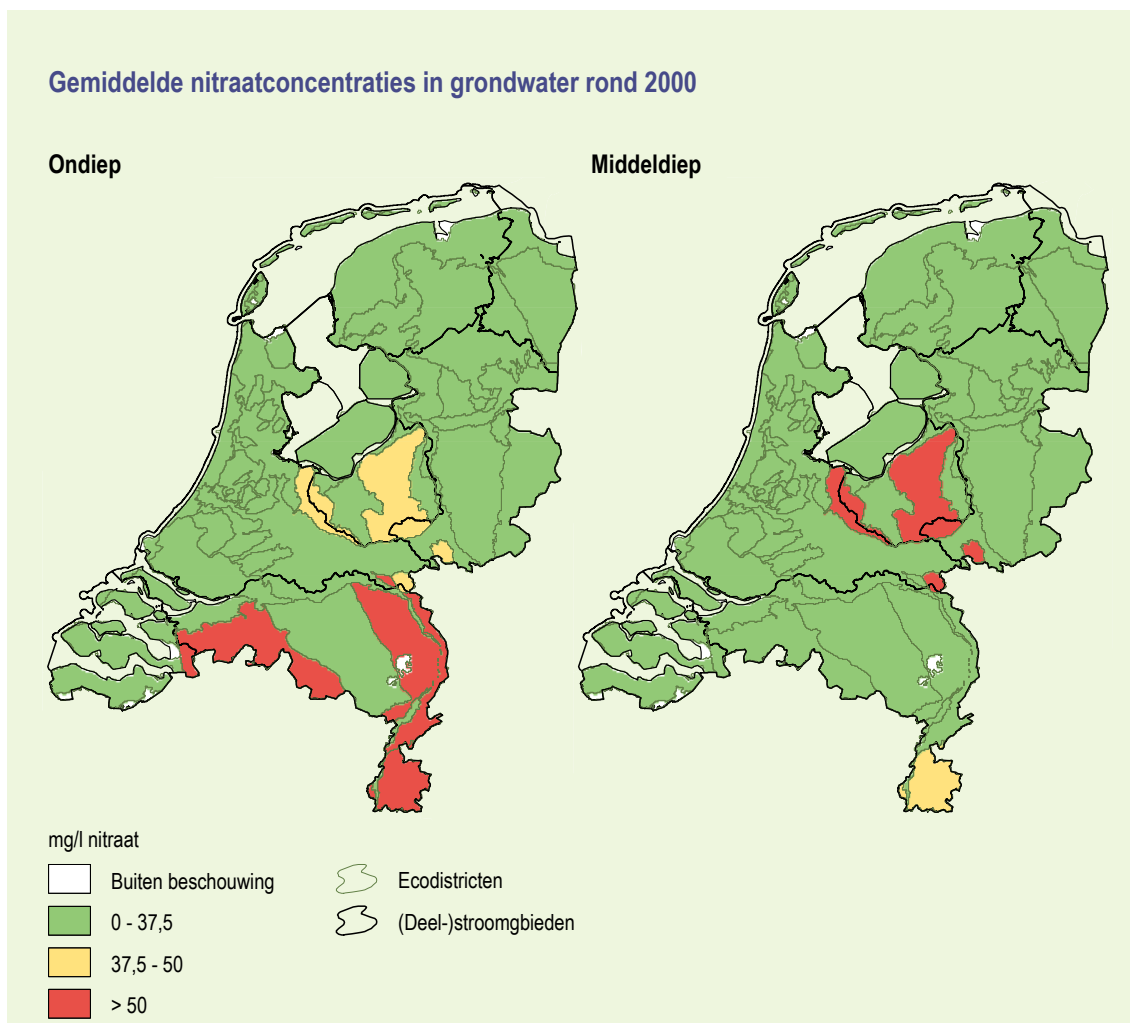 Gemiddelde nitraatconcentraties in grondwater rond 2000
Ondiep
Middeldiep
mg/l nitraat
Buiten beschouwing
0 - 37,5
37,5 - 50
> 50
Ecodistricten
(Deel-)stroomgbieden